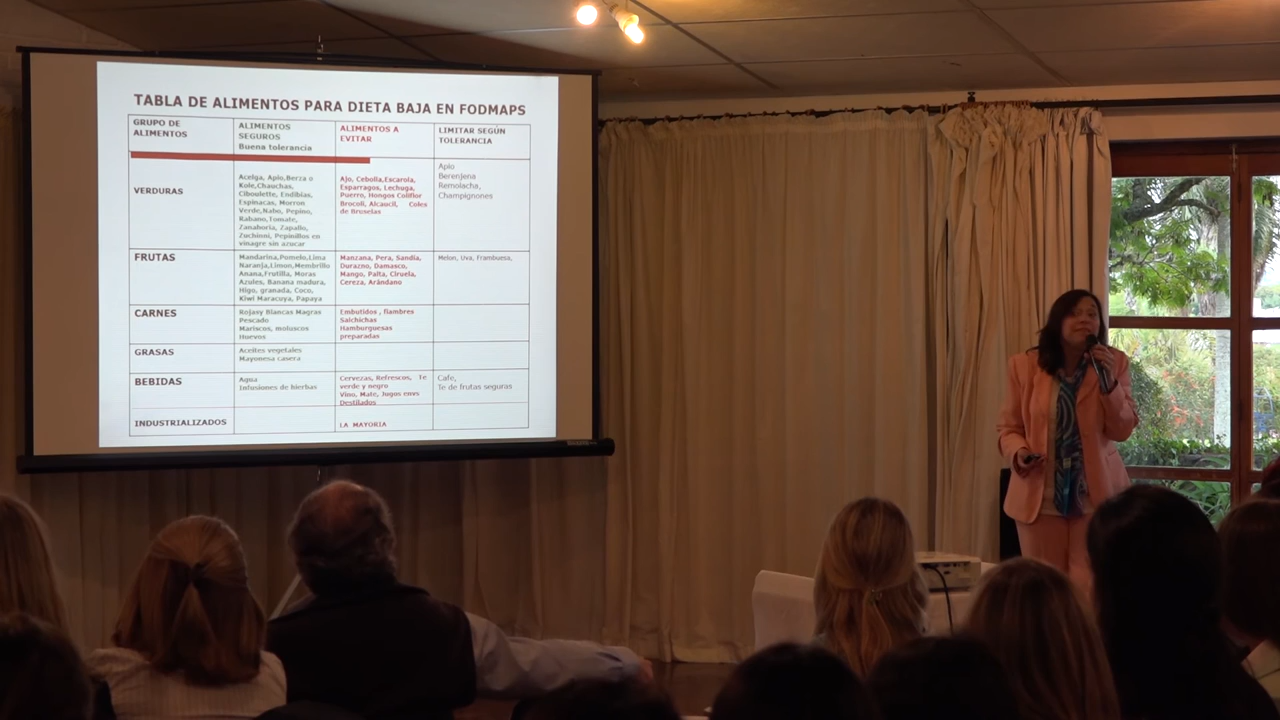 TABLA DE ALIMENTOS PARA DIETA BAJA EN FODMAPS
GRUPO DE
ALIMENTOS
ALIMENTOS
SEGUROS
Buena tolerancia
ALIMENTOS A
EVITAR
LIMITAR SEGÚN
TOLERANCIA
VERDURAS
Acelga, Apio,Berza o
Kole,Chauchas,
Ciboulette, Endibias,
Espinacas, Morron
Verde,Nabo, Pepino,
Rabano,Tomate,
Zanahoria, Zapallo,
Zuchinni, Pepinillos en
vinagre sin azucar
Ajo, Cebolla,Escarola,
Esparragos, Lechuga,
Puerro, Hongos Coliflor
Brocoli, Alcaucil, Coles
de Bruselas
Apio
Berenjena
Remolacha,
Champignones
FRUTAS
Mandarina,Pomelo,Lima
Naranja,Limon,Membrillo
Anana,Frutilla, Moras
Azules, Banana madura,
Higo, granada, Coco,
Kiwi Maracuya, Papaya
Manzana, Pera, Sandia,
Durazno, Damasco,
Mango, Palta, Ciruela,
Cereza, Arándano
Melon, Uva, Frambuesa,
CARNES
Rojasy Blancas Magras
Pescado
Mariscos, moluscos
Huevos
Embutidos , fiambres
Salchichas
Hamburguesas
preparadas
GRASAS
Aceites vegetales
Mayonesa casera
BEBIDAS
Agua
Infusiones de hierbas
Cervezas, Refrescos, Te
verde y negro
Vino, Mate, Jugos envs
Destilados
Cafe,
Te de frutas seguras
INDUSTRIALIZADOS
LA MAYORIA